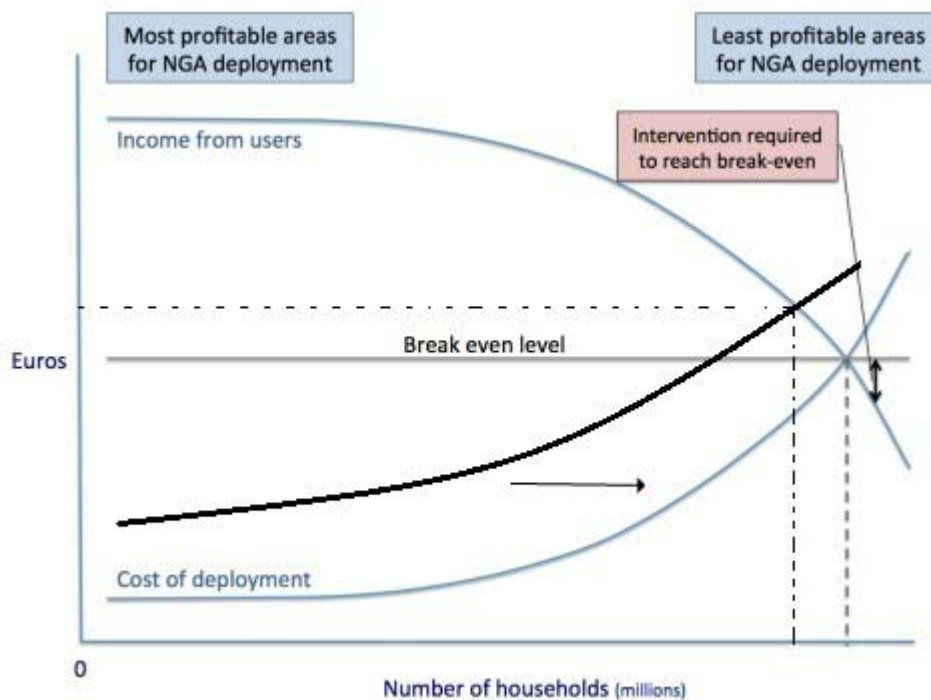 Most profitable areas
for NGA deployment
Least profitable areas
for NGA deployment
Income from users
Intervention required
to reach break-even
Break even level
Euros
Cost of deployment
0
Number of households (millions)